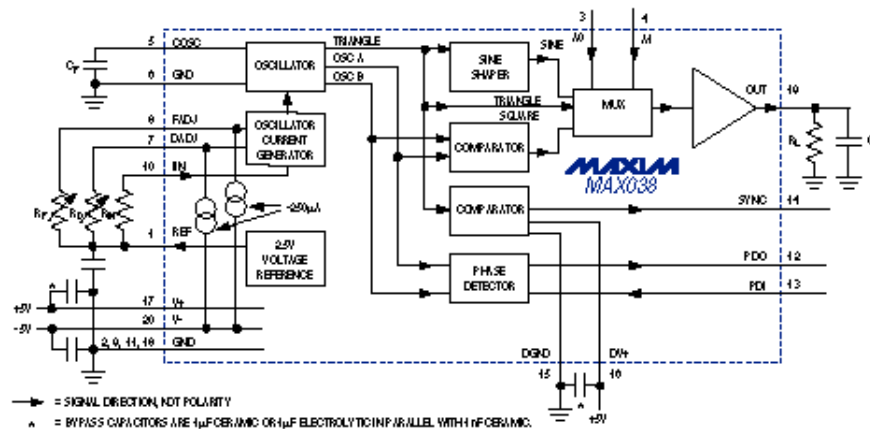 3 4
A0 A1
5 COSC
TRIANGLE
OSC A
OSC B
OSCILLATOR
SINE SHAPER
SINE
CF
6 GND
MUX
OUT 19
8 FADJ
7 DADJ
10 IIN
OSCILLATOR CURRENT GENERATOR
TRIANGLE
SQUARE
COMPARATOR
RL
MAXIM
MAX038
RF RD RIN
-250µA
COMPARATOR
SYNC 14
1 REF
2.5V VOLTAGE REFERENCE
PHASE DETECTOR
PDO 12
PDI 13
*
+5V 17 V+
-5V 20 V-
2, 9, 11, 18 GND
DGND DV+
15 16
*
+5V
= SIGNAL DIRECTION, NOT POLARITY
* = BYPASS CAPACITORS ARE 1µF CERAMIC OR 1µF ELECTROLYTIC IN PARALLEL WITH 1nF CERAMIC.